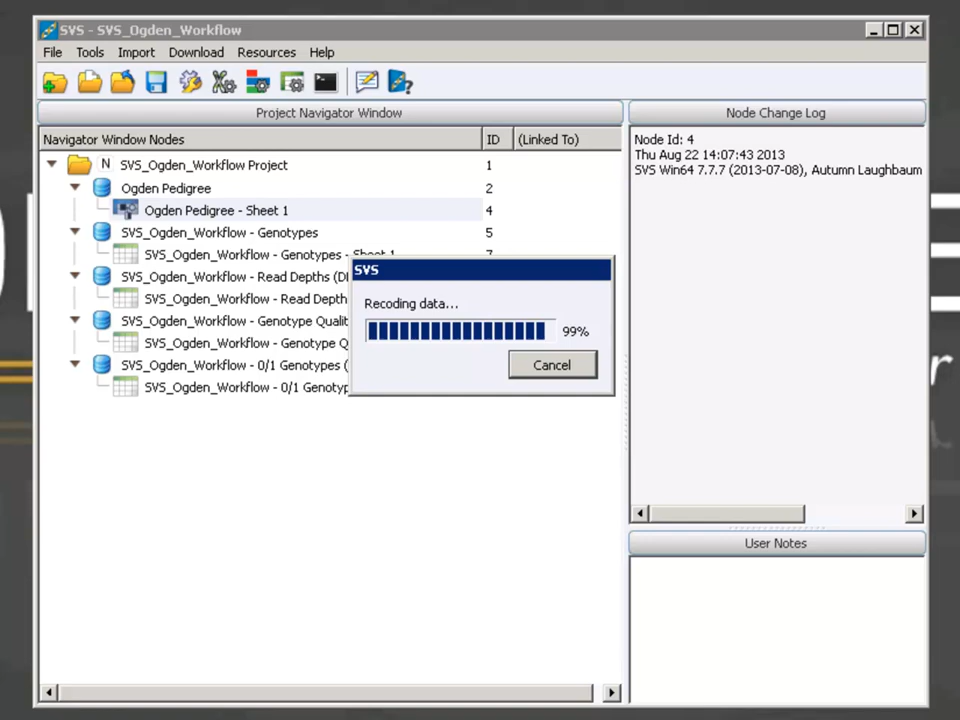 SVS - SVS_Ogden_Workflow
File Tools Import Download Resources Help
Project Navigator Window
Navigator Window Nodes ID (Linked To)
N SVS_Ogden_Workflow Project 1
Ogden Pedigree 2
Ogden Pedigree - Sheet 1 4
SVS_Ogden_Workflow - Genotypes 5
SVS_Ogden_Workflow - Genotypes - Sheet 1 7
SVS_Ogden_Workflow - Read Depths
SVS_Ogden_Workflow - Read Depth
SVS_Ogden_Workflow - Genotype Qualit
SVS_Ogden_Workflow - Genotype Q
SVS_Ogden_Workflow - 0/1 Genotypes (
SVS_Ogden_Workflow - 0/1 Genotyp
SVS
Recoding data...
99%
Cancel
Node Change Log
Node Id: 4
Thu Aug 22 14:07:43 2013
SVS Win64 7.7.7 (2013-07-08), Autumn Laughbaum
User Notes